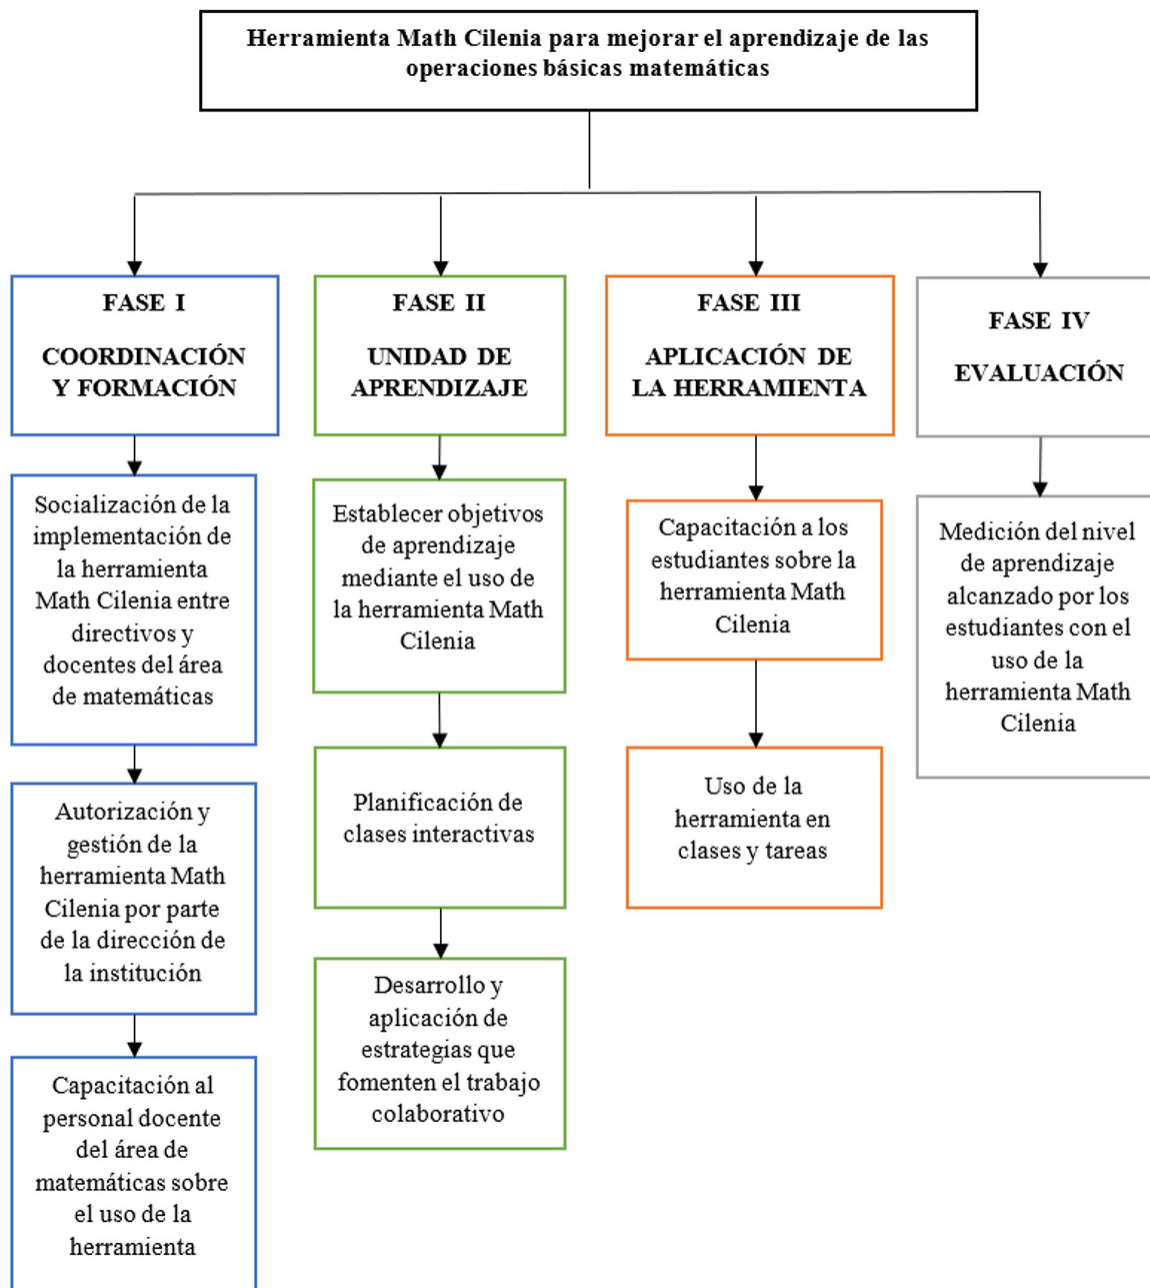 Herramienta Math Cilenia para mejorar el aprendizaje de las
operaciones básicas matemáticas
FASE I
COORDINACIÓN
Y FORMACIÓN
Socialización de la
implementación de
la herramienta
Math Cilenia entre
directivos y
docentes del área
de matemáticas
Autorización y
gestión de la
herramienta Math
Cilenia por parte
de la dirección de
la institución
Capacitación al
personal docente
del área de
matemáticas sobre
el uso de la
herramienta
FASE II
UNIDAD DE
APRENDIZAJE
Establecer objetivos
de aprendizaje
mediante el uso de
la herramienta Math
Cilenia
Planificación de
clases interactivas
Desarrollo y
aplicación de
estrategias que
fomenten el trabajo
colaborativo
FASE III
APLICACIÓN DE
LA HERRAMIENTA
Capacitación a los
estudiantes sobre la
herramienta Math
Cilenia
Uso de la
herramienta en
clases y tareas
FASE IV
EVALUACIÓN
Medición del nivel
de aprendizaje
alcanzado por los
estudiantes con el
uso de la
herramienta Math
Cilenia